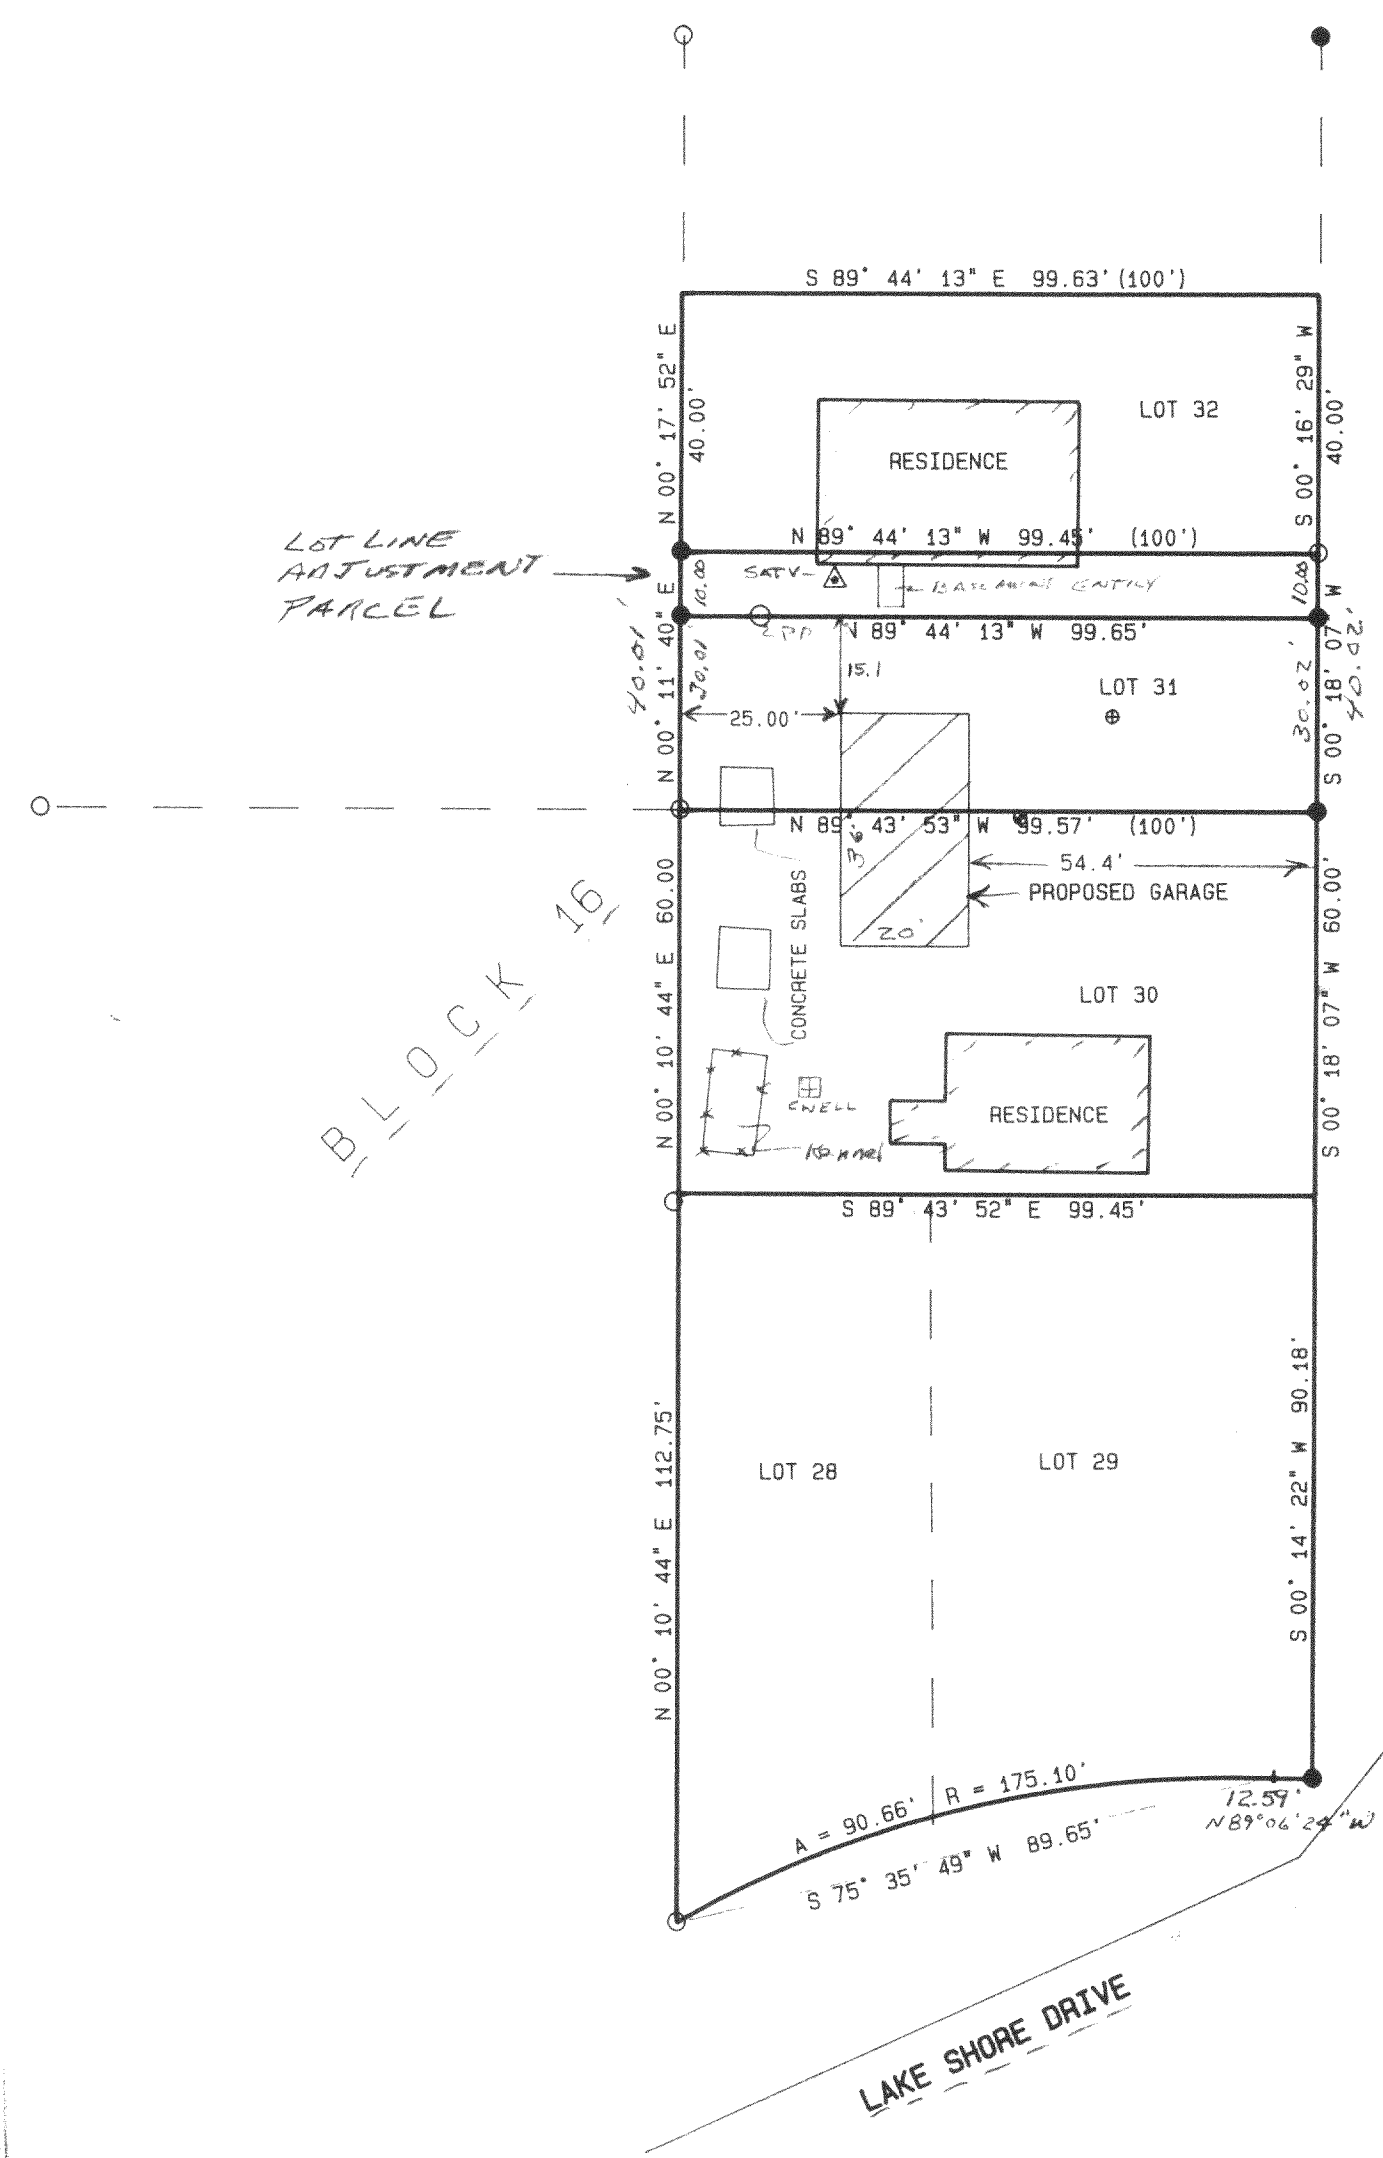 S 89° 44' 13" E 99.63' (100')
N 00° 17' 52" E
40.00'
S 00° 16' 29" W
40.00'
LOT 32
RESIDENCE
N 89° 44' 13" W 99.45' (100')
LOT LINE
ADJUSTMENT
PARCEL
10.00
SATV
BASEMENT ENTRY
10.00
PP
N 89° 44' 13" W 99.65'
N 00° 11' 40" E
40.01'
30.01
15.1
LOT 31
25.00'
30.02'
S 00° 18' 07" W
40.02'
N 89° 43' 53" W 99.57' (100')
36'
54.4'
PROPOSED GARAGE
20'
CONCRETE SLABS
BLOCK 16
N 00° 10' 44" E 60.00
S 00° 18' 07" W 60.00'
LOT 30
RESIDENCE
WELL
Kennel
S 89° 43' 52" E 99.45'
N 00° 10' 44" E 112.75'
LOT 28
LOT 29
S 00° 14' 22" W 90.18'
A = 90.66' R = 175.10'
S 75° 35' 49" W 89.65'
12.59'
N89°06'24"W
LAKE SHORE DRIVE